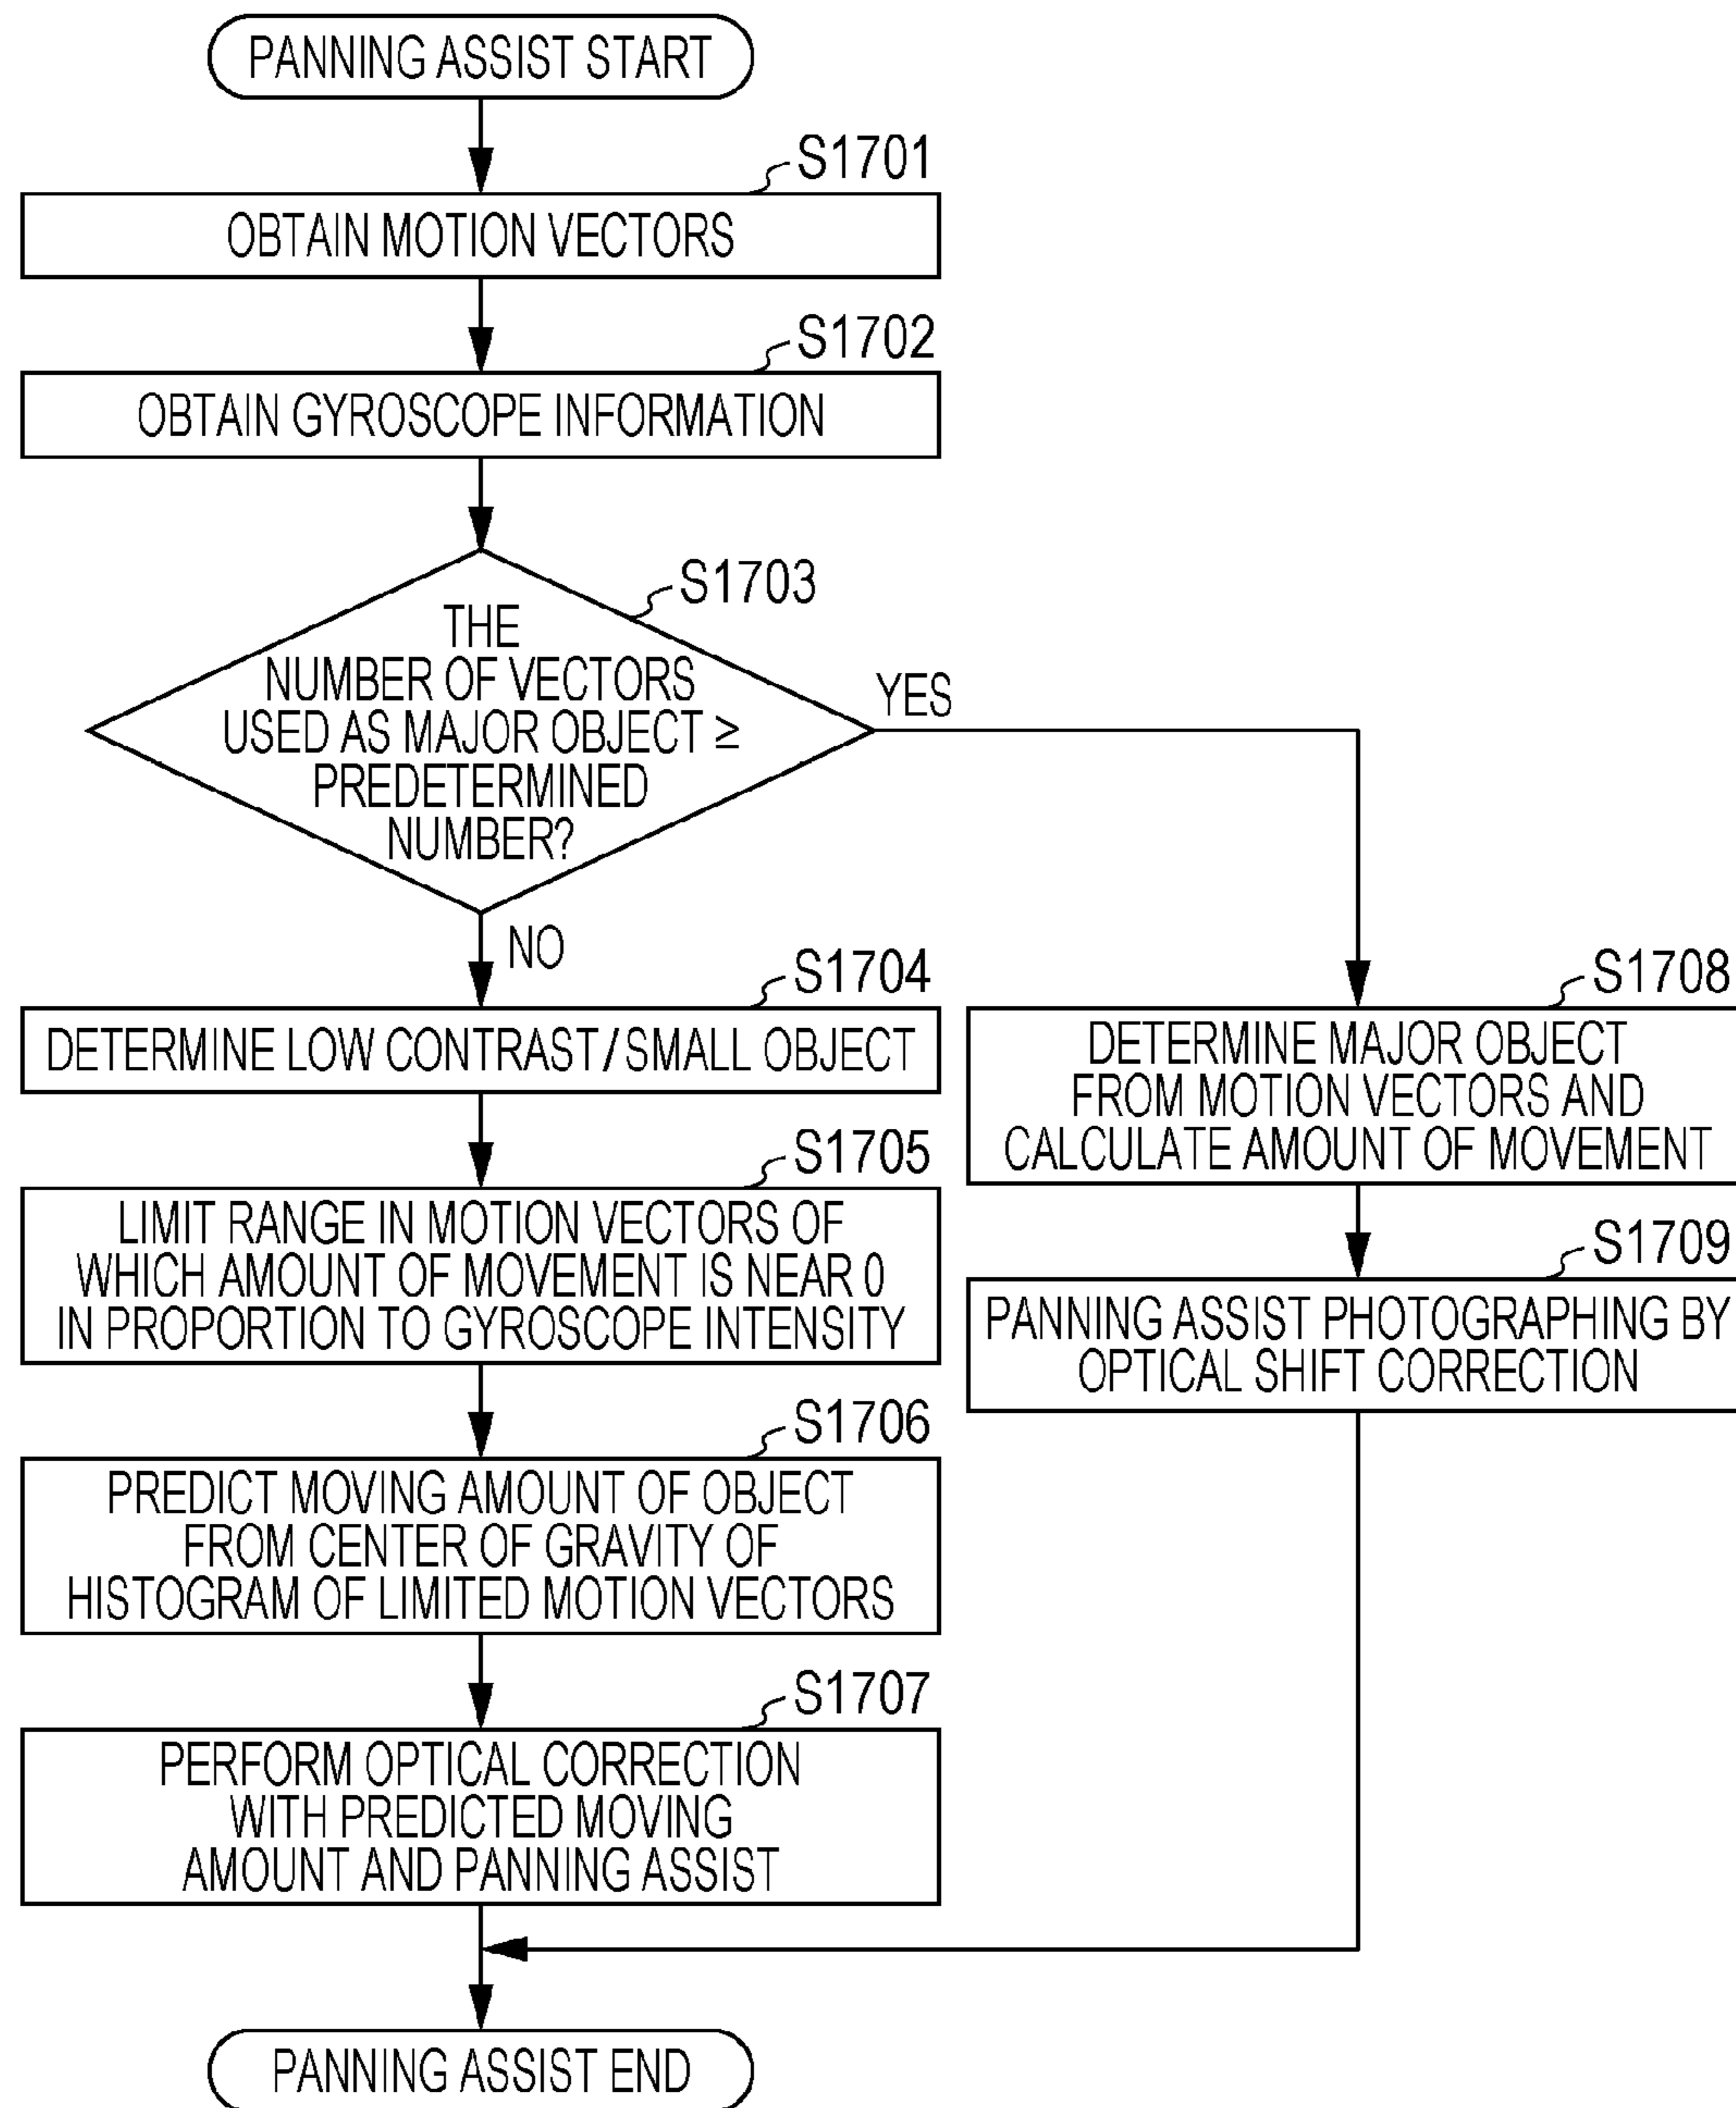 PANNING ASSIST START
S1701
OBTAIN MOTION VECTORS
S1702
OBTAIN GYROSCOPE INFORMATION
S1703
THE
NUMBER OF VECTORS
USED AS MAJOR OBJECT ≥
PREDETERMINED
NUMBER?
YES
NO
S1704
DETERMINE LOW CONTRAST/SMALL OBJECT
S1705
LIMIT RANGE IN MOTION VECTORS OF
WHICH AMOUNT OF MOVEMENT IS NEAR 0
IN PROPORTION TO GYROSCOPE INTENSITY
S1706
PREDICT MOVING AMOUNT OF OBJECT
FROM CENTER OF GRAVITY OF
HISTOGRAM OF LIMITED MOTION VECTORS
S1707
PERFORM OPTICAL CORRECTION
WITH PREDICTED MOVING
AMOUNT AND PANNING ASSIST
S1708
DETERMINE MAJOR OBJECT
FROM MOTION VECTORS AND
CALCULATE AMOUNT OF MOVEMENT
S1709
PANNING ASSIST PHOTOGRAPHING BY
OPTICAL SHIFT CORRECTION
PANNING ASSIST END